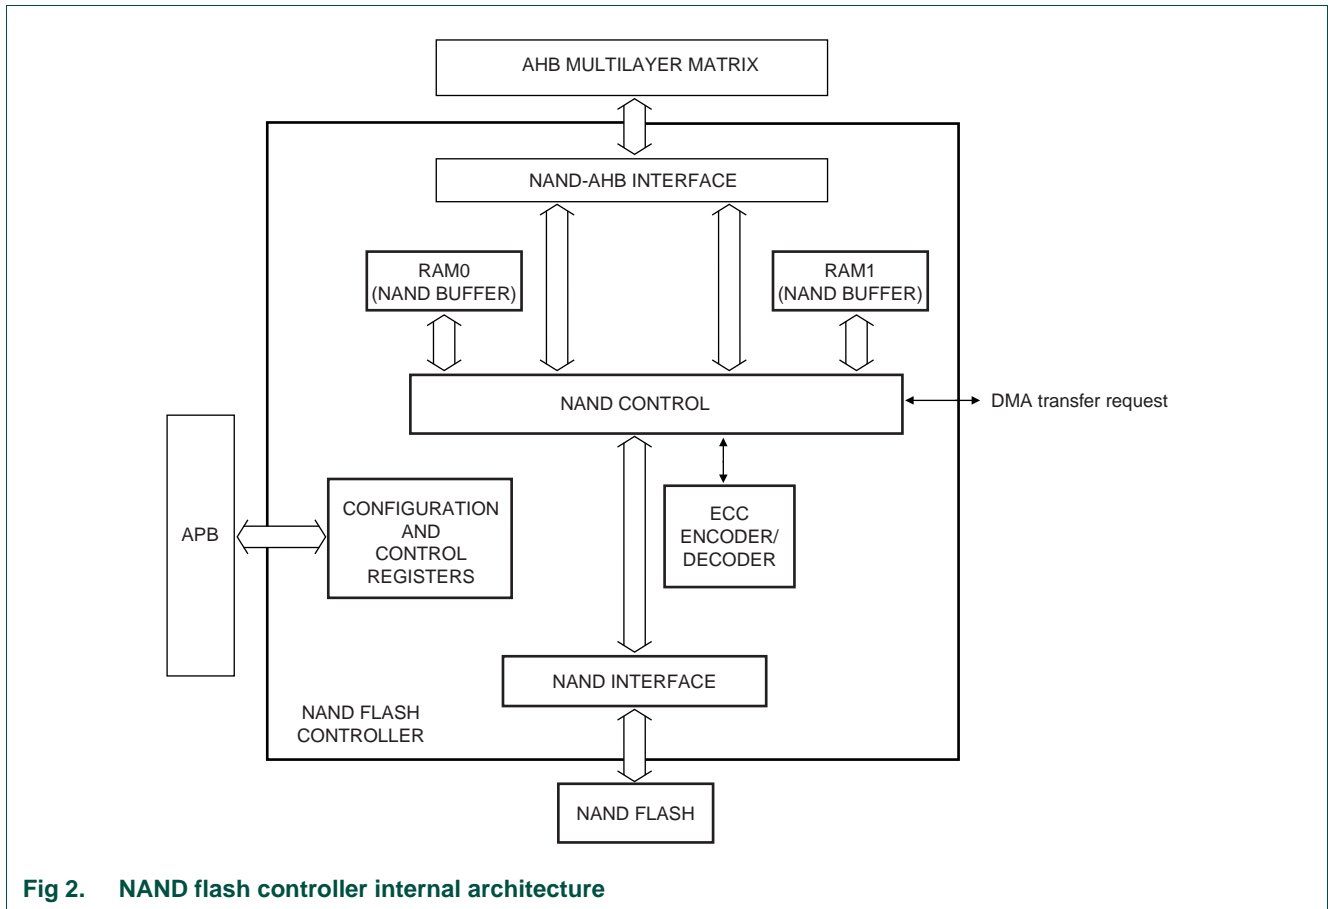 AHB MULTILAYER MATRIX
NAND-AHB INTERFACE
RAM0
(NAND BUFFER)
RAM1
(NAND BUFFER)
NAND CONTROL
DMA transfer request
APB
CONFIGURATION
AND
CONTROL
REGISTERS
ECC
ENCODER/
DECODER
NAND INTERFACE
NAND FLASH
CONTROLLER
NAND FLASH
Fig 2. NAND flash controller internal architecture